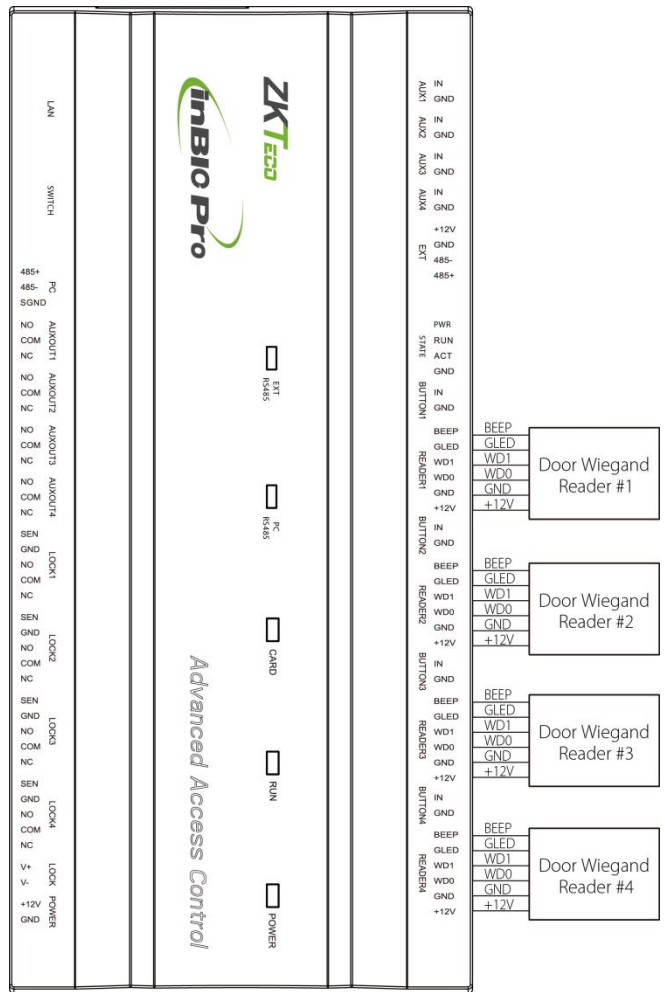 LAN
SWITCH
485+
485-
SGND
PC
NO
COM
NC
AUXOUT1
NO
COM
NC
AUXOUT2
NO
COM
NC
AUXOUT3
NO
COM
NC
AUXOUT4
SEN
GND
NO
COM
NC
LOCK1
SEN
GND
NO
COM
NC
LOCK2
SEN
GND
NO
COM
NC
LOCK3
SEN
GND
NO
COM
NC
LOCK4
V+
V-
LOCK
+12V
GND
POWER
ZKTECO
inBIO Pro
EXT
RS485
PC
RS485
CARD
RUN
POWER
Advanced Access Control
AUX1
IN
GND
AUX2
IN
GND
AUX3
IN
GND
AUX4
IN
GND
EXT
+12V
GND
485-
485+
STATE
PWR
RUN
ACT
GND
BUTTON1
IN
GND
READER1
BEEP
GLED
WD1
WD0
GND
+12V
BEEP
GLED
WD1
WD0
GND
+12V
Door Wiegand
Reader #1
BUTTON2
IN
GND
READER2
BEEP
GLED
WD1
WD0
GND
+12V
BEEP
GLED
WD1
WD0
GND
+12V
Door Wiegand
Reader #2
BUTTON3
IN
GND
READER3
BEEP
GLED
WD1
WD0
GND
+12V
BEEP
GLED
WD1
WD0
GND
+12V
Door Wiegand
Reader #3
BUTTON4
IN
GND
READER4
BEEP
GLED
WD1
WD0
GND
+12V
BEEP
GLED
WD1
WD0
GND
+12V
Door Wiegand
Reader #4